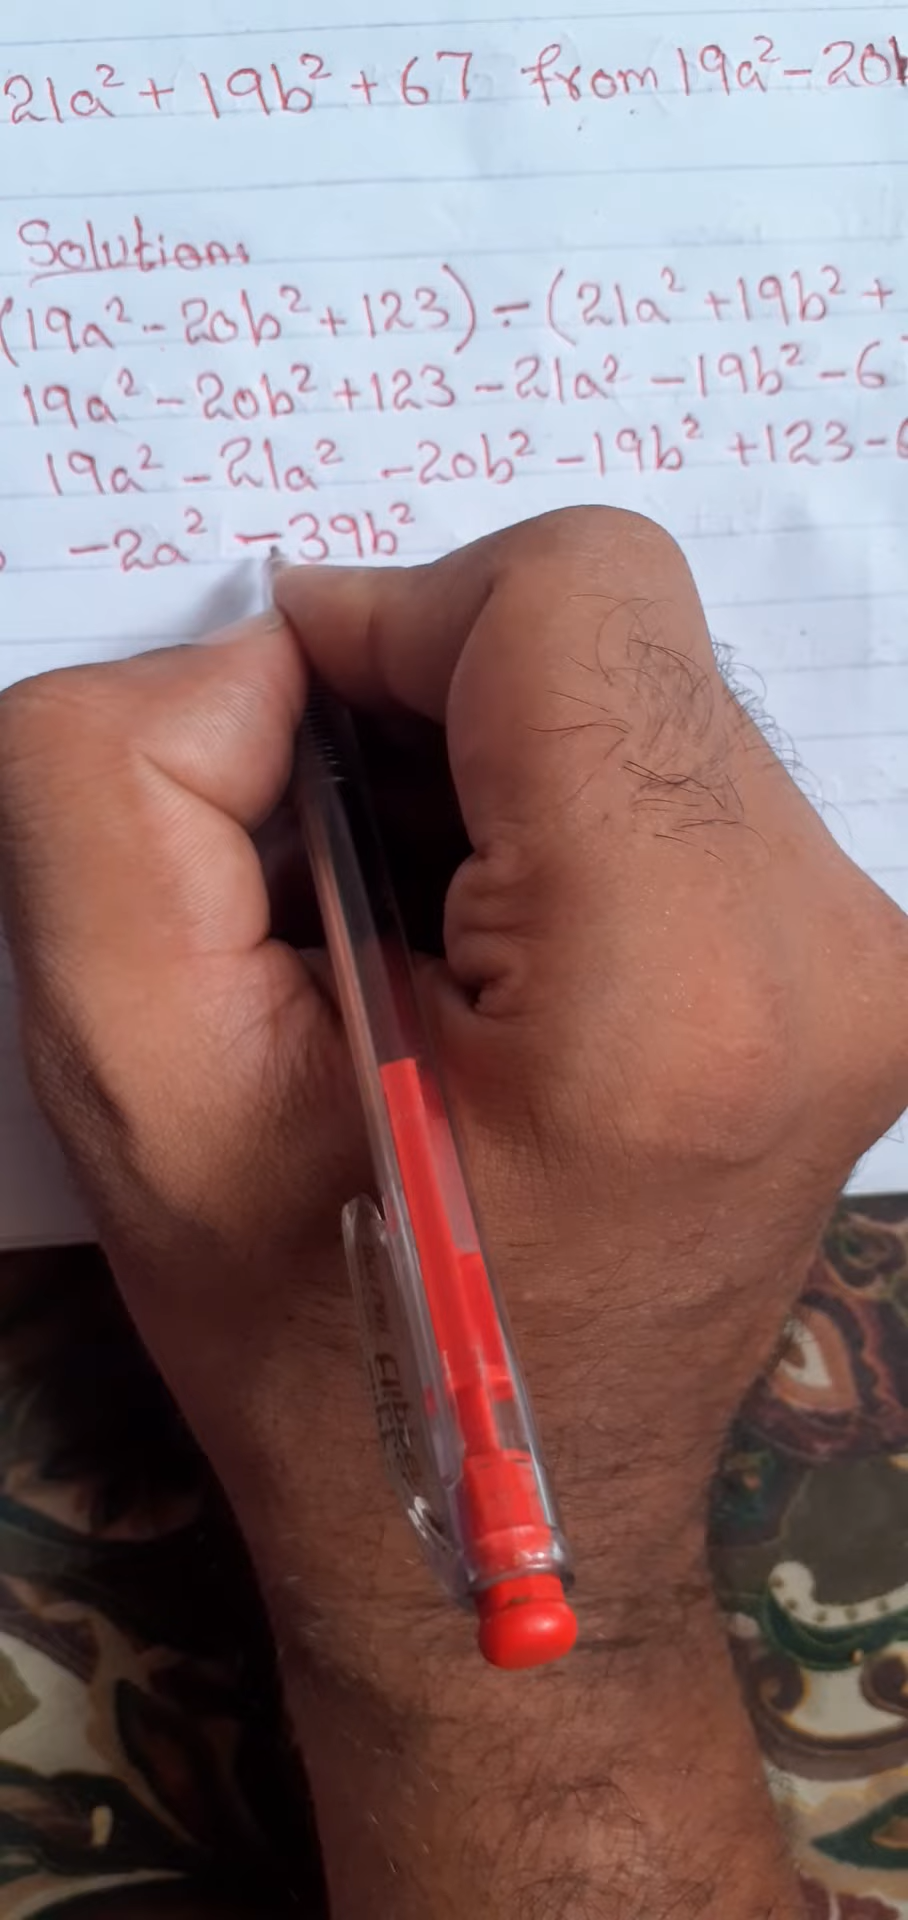 21a² + 19b² + 67 from 19a² - 20b
Solution
(19a² - 20b² + 123) - (21a² + 19b² +
19a² - 20b² + 123 - 21a² - 19b² - 6
19a² - 21a² - 20b² - 19b² + 123 -
-2a² - 39b²